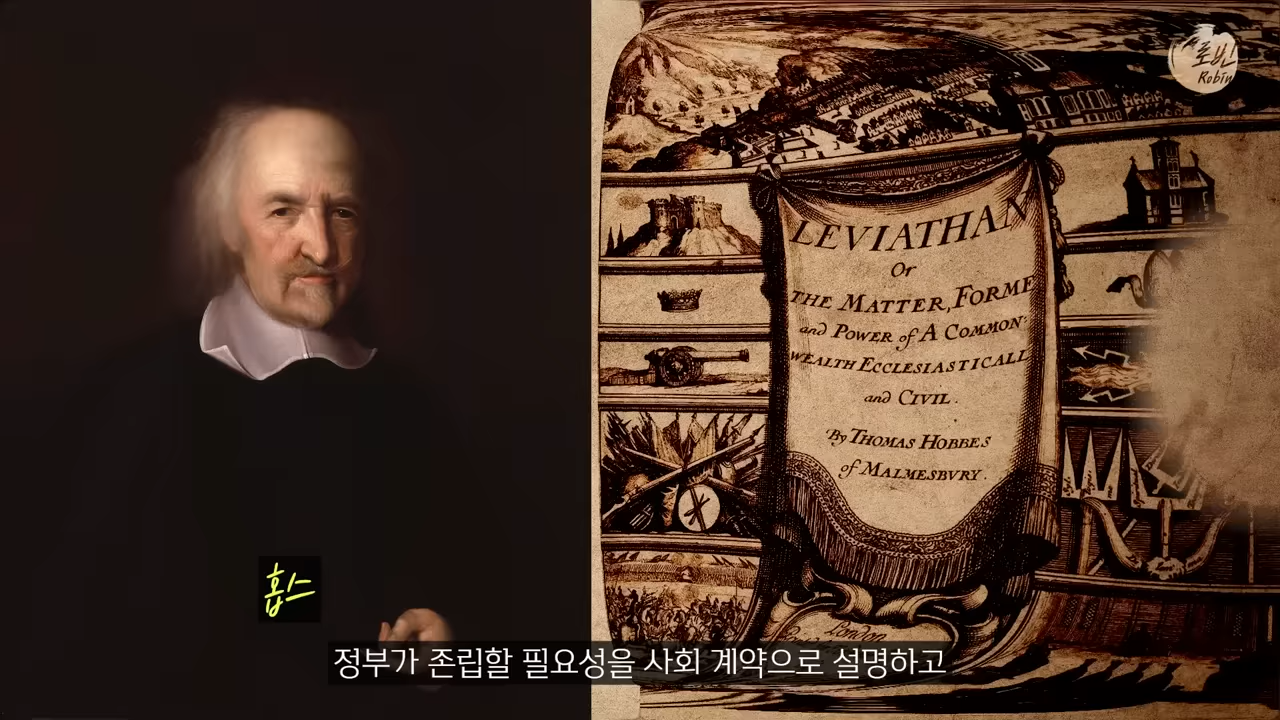 로빈
Robin
LEVIATHAN
Or
THE MATTER, FORME
and POWER of A COMMON-
WEALTH ECCLESIASTICALL
and CIVIL.
By THOMAS HOBBES
of MALMESBVRY.
London
홉스
정부가 존립할 필요성을 사회 계약으로 설명하고